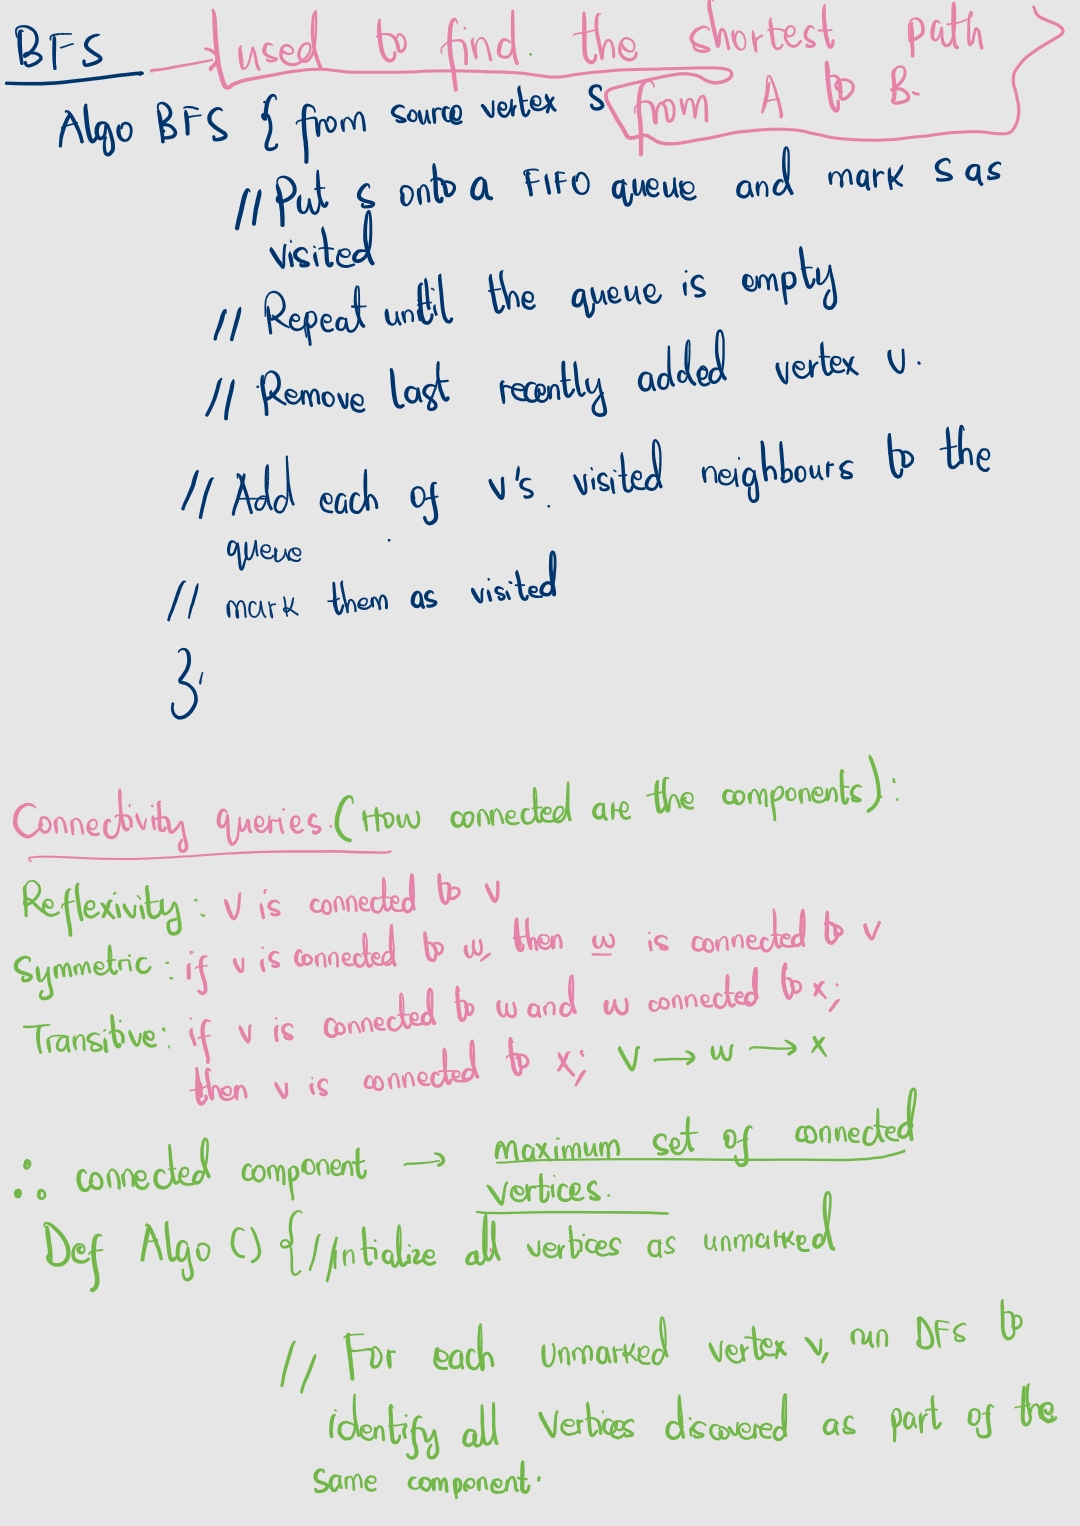 BFS → used to find the shortest path
from A to B.
Algo BFS { from source vertex s
// Put s onto a FIFO queue and mark s as
visited
// Repeat until the queue is empty
// Remove last recently added vertex v.
// Add each of v's visited neighbours to the
queue
// mark them as visited
}
Connectivity queries (How connected are the components):
Reflexivity: v is connected to v
Symmetric: if v is connected to w, then w is connected to v
Transitive: if v is connected to w and w connected to x;
then v is connected to x; v → w → x
∴ connected component → maximum set of connected
vertices.
Def Algo () { // intialize all vertices as unmarked
// For each unmarked vertex v, run DFS to
identify all vertices discovered as part of the
same component.